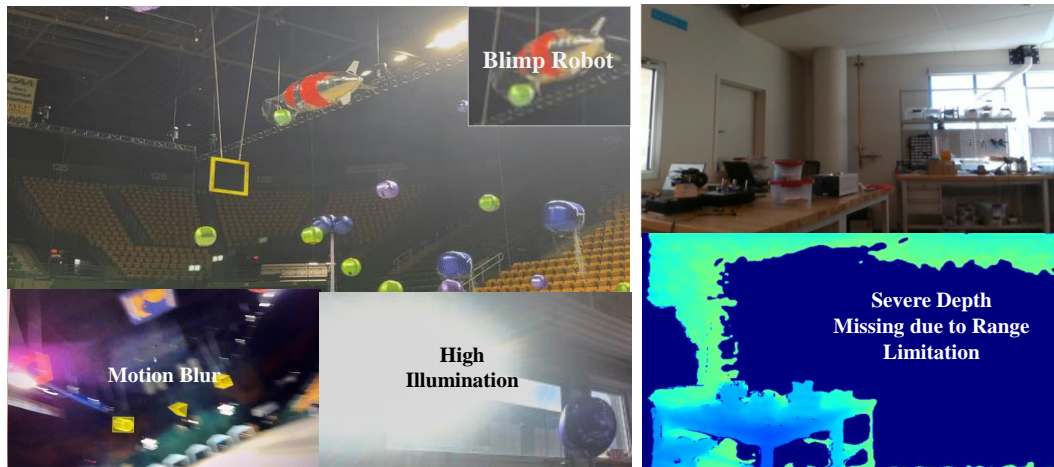 Blimp Robot
Motion Blur
High
Illumination
Severe Depth
Missing due to Range
Limitation